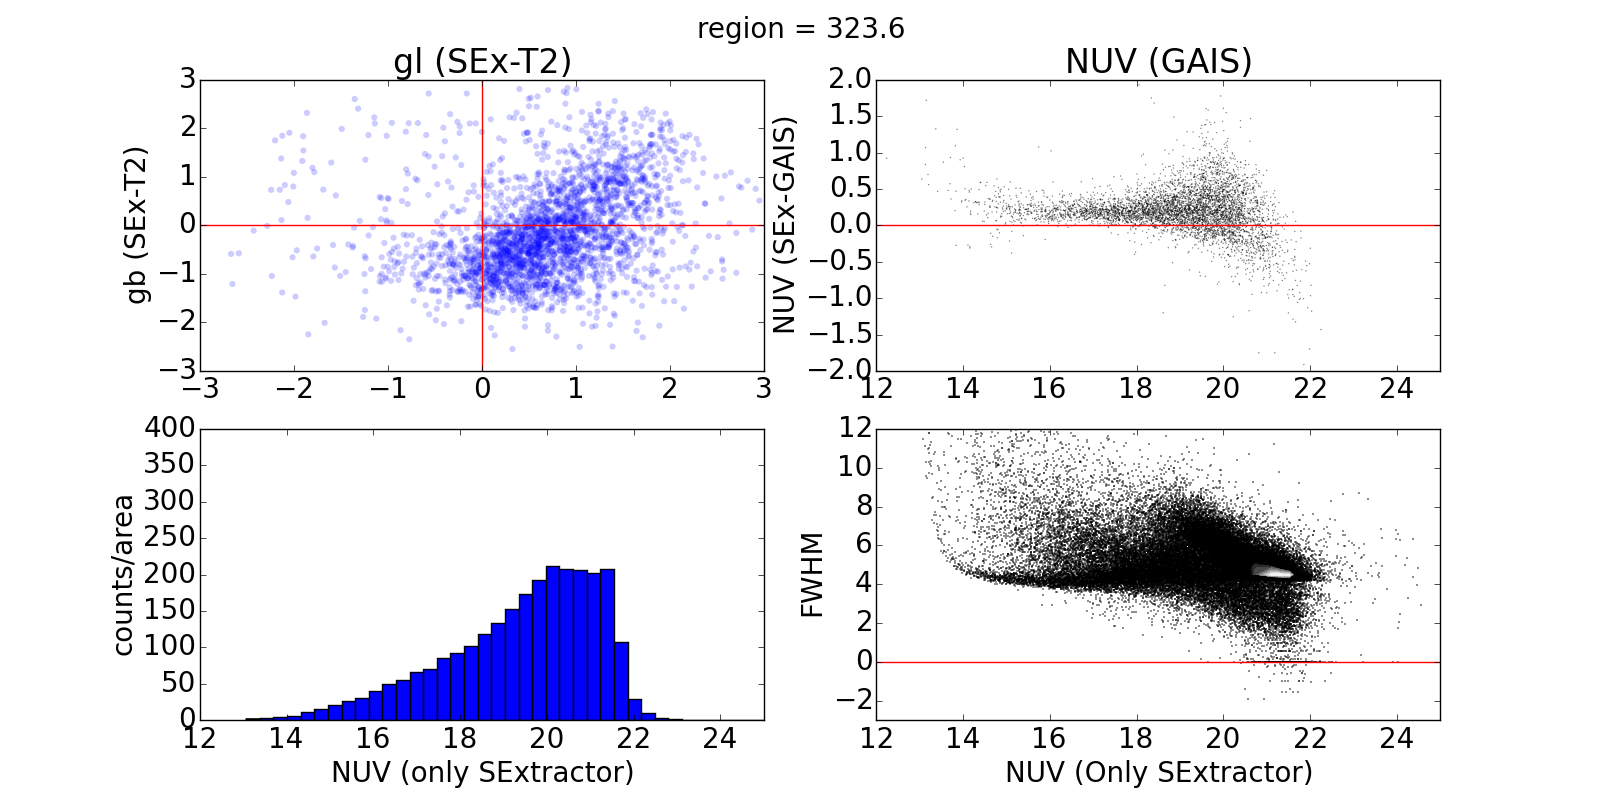 region = 323.6
gl (SEx-T2)
NUV (GAIS)
gb (SEx-T2)
3
2
1
0
−1
−2
−3
−3 −2 −1 0 1 2 3
NUV (SEx-GAIS)
2.0
1.5
1.0
0.5
0.0
−0.5
−1.0
−1.5
−2.0
12 14 16 18 20 22 24
counts/area
400
350
300
250
200
150
100
50
0
12 14 16 18 20 22 24
NUV (only SExtractor)
FWHM
12
10
8
6
4
2
0
−2
12 14 16 18 20 22 24
NUV (Only SExtractor)